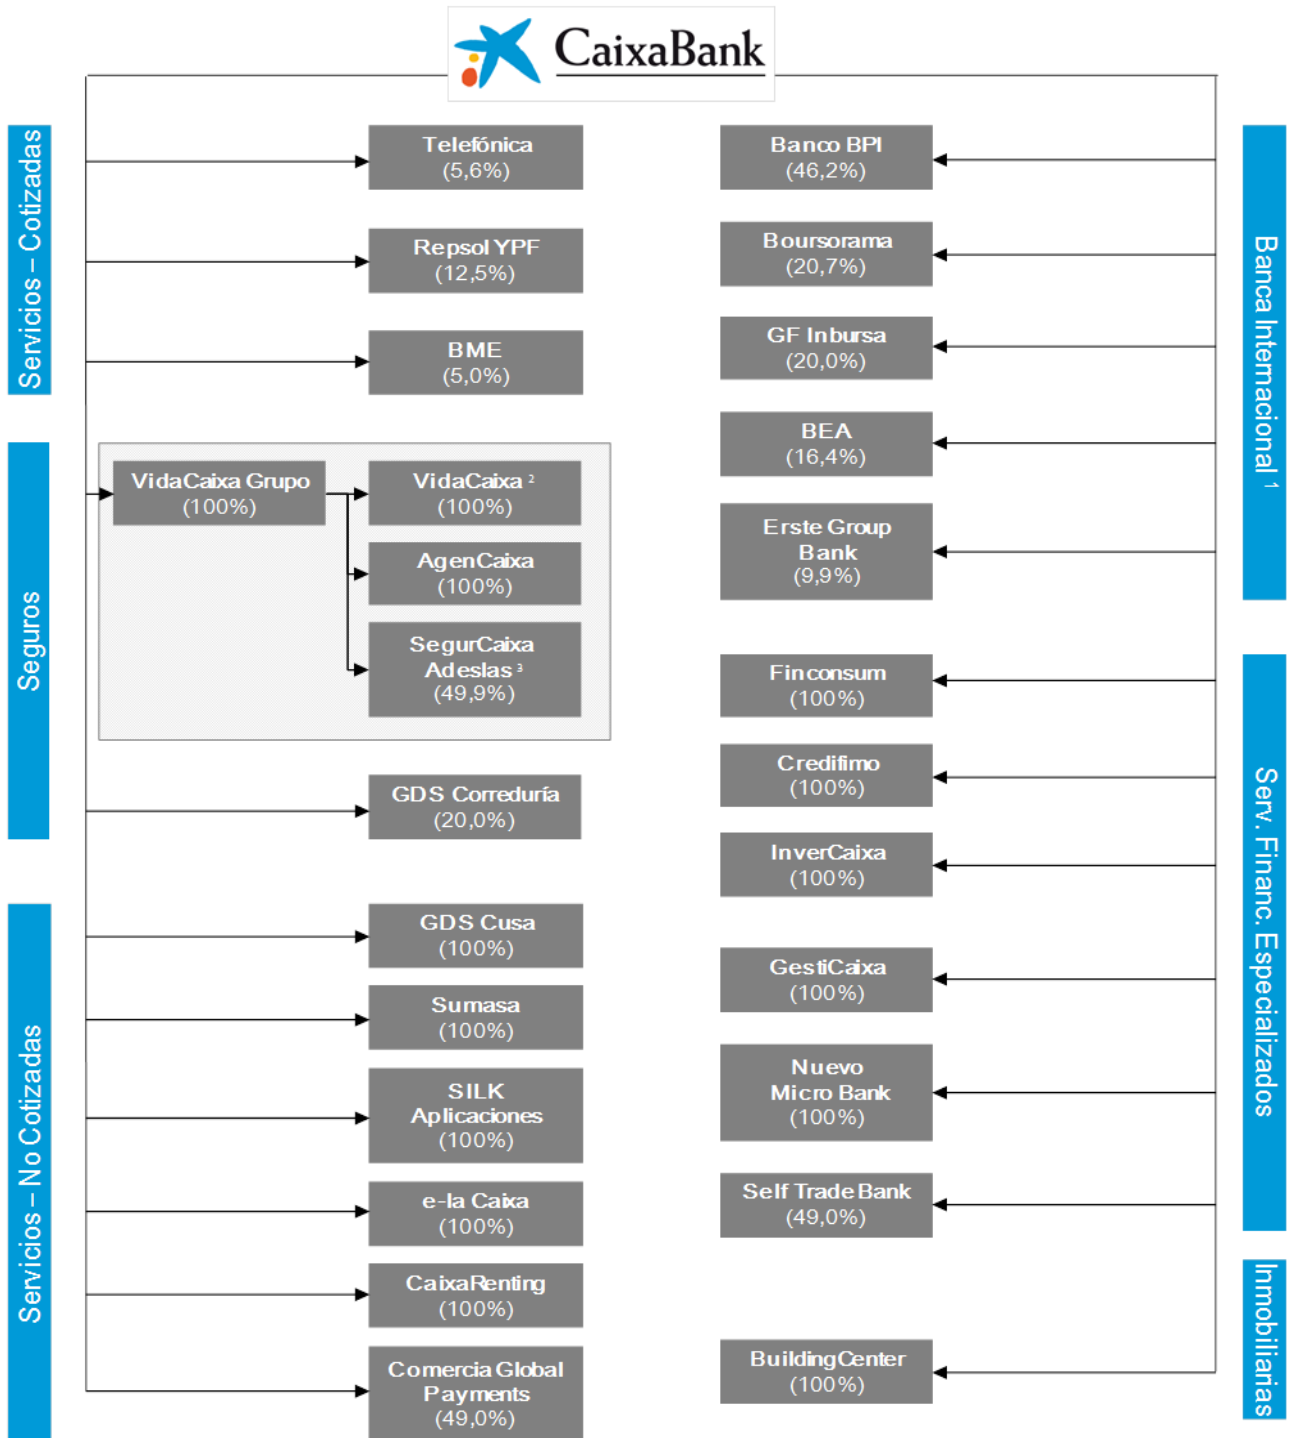 CaixaBank
Servicios – Cotizadas
Telefónica
(5,6%)
Repsol YPF
(12,5%)
BME
(5,0%)
Seguros
VidaCaixa Grupo
(100%)
VidaCaixa ²
(100%)
AgenCaixa
(100%)
SegurCaixa
Adeslas ³
(49,9%)
GDS Correduría
(20,0%)
Servicios – No Cotizadas
GDS Cusa
(100%)
Sumasa
(100%)
SILK
Aplicaciones
(100%)
e-la Caixa
(100%)
CaixaRenting
(100%)
Comercia Global
Payments
(49,0%)
Banca Internacional ¹
Banco BPI
(46,2%)
Boursorama
(20,7%)
GF Inbursa
(20,0%)
BEA
(16,4%)
Erste Group
Bank
(9,9%)
Serv. Financ. Especializados
Finconsum
(100%)
Credifimo
(100%)
InverCaixa
(100%)
GestiCaixa
(100%)
Nuevo
Micro Bank
(100%)
Self Trade Bank
(49,0%)
Inmobiliarias
BuildingCenter
(100%)